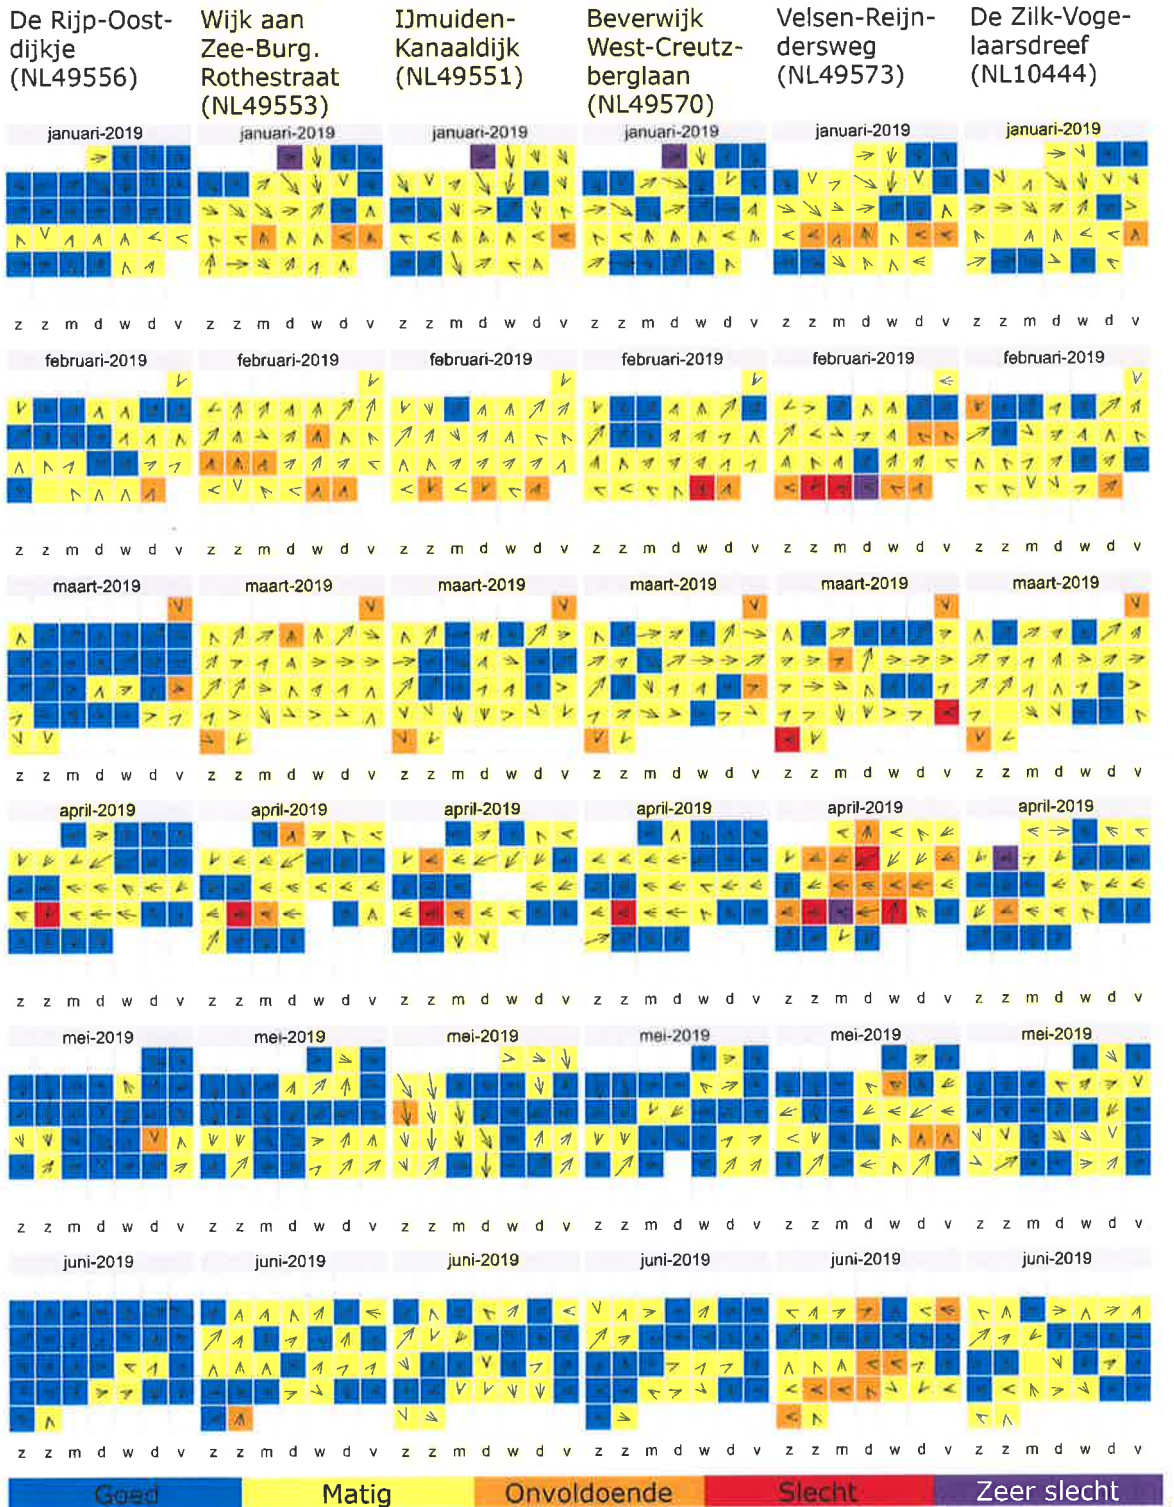 De Rijp-Oost-
dijkje
(NL49556)
Wijk aan
Zee-Burg.
Rothestraat
(NL49553)
IJmuiden-
Kanaaldijk
(NL49551)
Beverwijk
West-Creutz-
berglaan
(NL49570)
Velsen-Reijn-
dersweg
(NL49573)
De Zilk-Voge-
laarsdreef
(NL10444)
januari-2019 januari-2019 januari-2019 januari-2019 januari-2019 januari-2019
z z m d w d v z z m d w d v z z m d w d v z z m d w d v z z m d w d v z z m d w d v
februari-2019 februari-2019 februari-2019 februari-2019 februari-2019 februari-2019
z z m d w d v z z m d w d v z z m d w d v z z m d w d v z z m d w d v z z m d w d v
maart-2019 maart-2019 maart-2019 maart-2019 maart-2019 maart-2019
z z m d w d v z z m d w d v z z m d w d v z z m d w d v z z m d w d v z z m d w d v
april-2019 april-2019 april-2019 april-2019 april-2019 april-2019
z z m d w d v z z m d w d v z z m d w d v z z m d w d v z z m d w d v z z m d w d v
mei-2019 mei-2019 mei-2019 mei-2019 mei-2019 mei-2019
z z m d w d v z z m d w d v z z m d w d v z z m d w d v z z m d w d v z z m d w d v
juni-2019 juni-2019 juni-2019 juni-2019 juni-2019 juni-2019
z z m d w d v z z m d w d v z z m d w d v z z m d w d v z z m d w d v z z m d w d v
Goed Matig Onvoldoende Slecht Zeer slecht